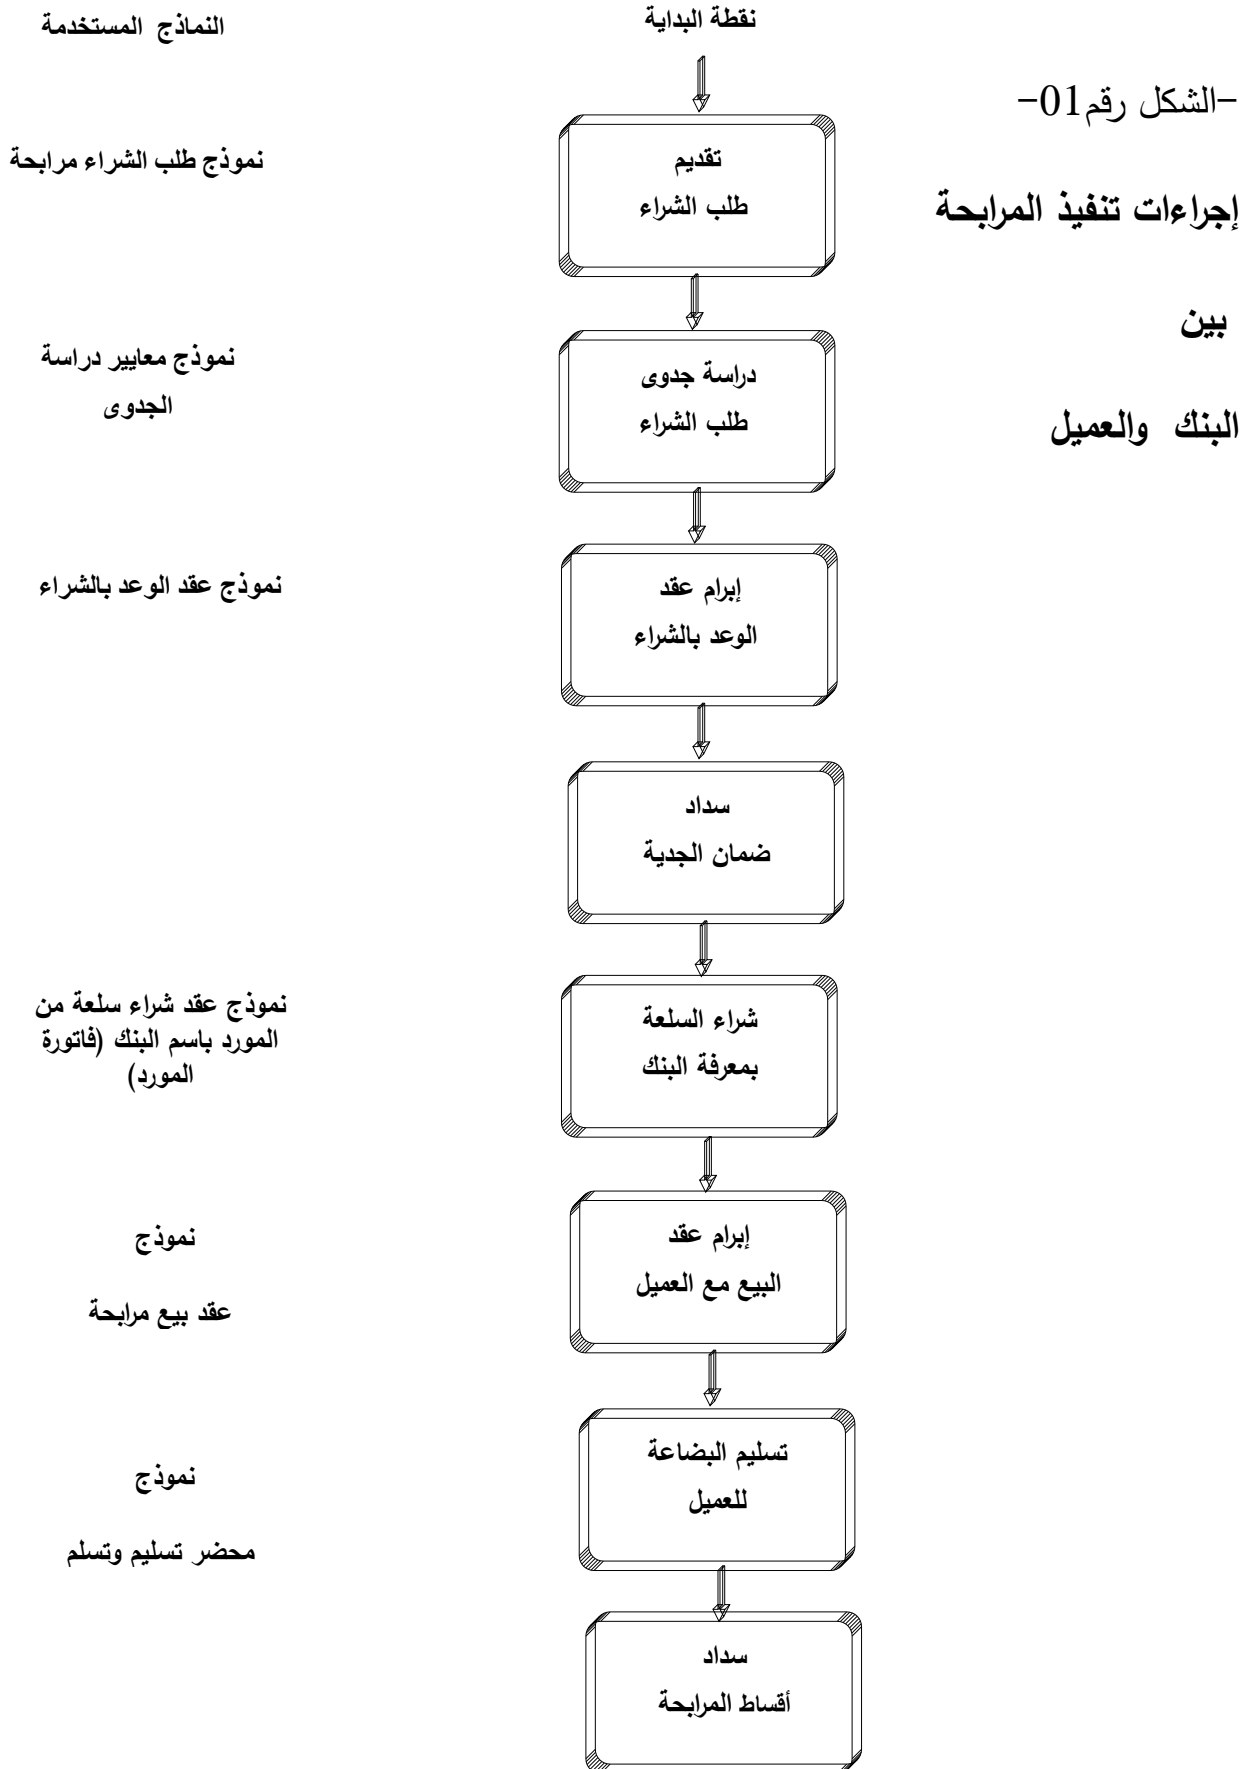 -الشكل رقم01-
إجراءات تنفيذ المرابحة
بين
البنك والعميل
نقطة البداية
النماذج المستخدمة
تقديم
طلب الشراء
نموذج طلب الشراء مرابحة
دراسة جدوى
طلب الشراء
نموذج معايير دراسة
الجدوى
إبرام عقد
الوعد بالشراء
نموذج عقد الوعد بالشراء
سداد
ضمان الجدية
شراء السلعة
بمعرفة البنك
نموذج عقد شراء سلعة من
المورد باسم البنك (فاتورة
المورد)
إبرام عقد
البيع مع العميل
نموذج
عقد بيع مرابحة
تسليم البضاعة
للعميل
نموذج
محضر تسليم وتسلم
سداد
أقساط المرابحة